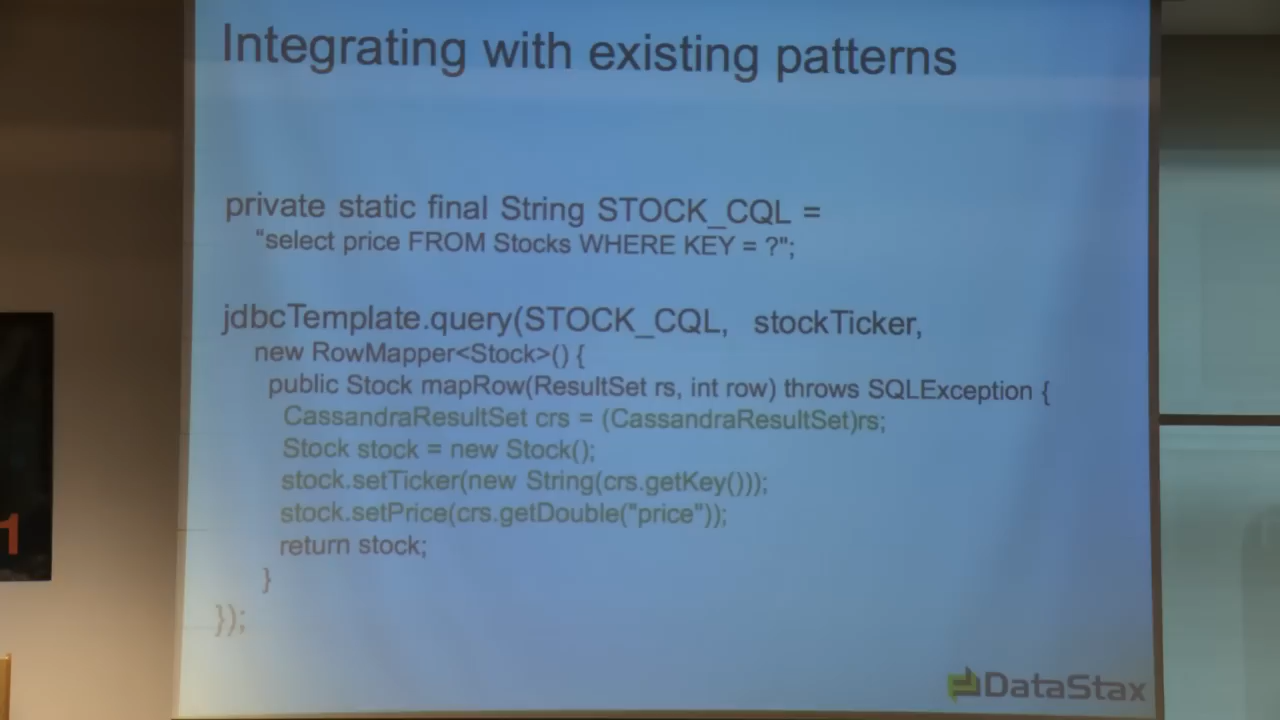 Integrating with existing patterns
private static final String STOCK_CQL =
"select price FROM Stocks WHERE KEY = ?";
jdbcTemplate.query(STOCK_CQL, stockTicker,
new RowMapper<Stock>() {
public Stock mapRow(ResultSet rs, int row) throws SQLException {
CassandraResultSet crs = (CassandraResultSet)rs;
Stock stock = new Stock();
stock.setTicker(new String(crs.getKey()));
stock.setPrice(crs.getDouble("price"));
return stock;
}
});
DataStax
1